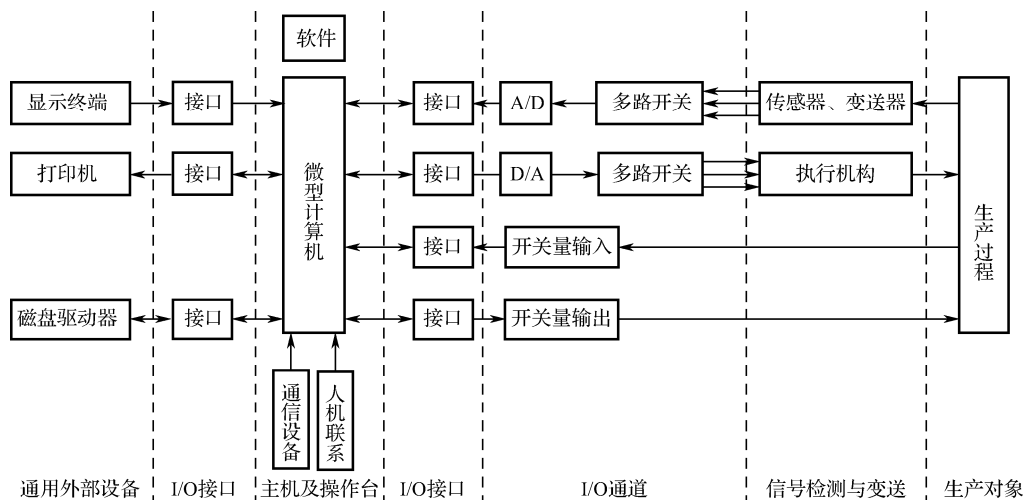 软件
显示终端
接口
接口
A/D
多路开关
传感器、变送器
打印机
接口
微型计算机
接口
D/A
多路开关
执行机构
生产过程
接口
开关量输入
磁盘驱动器
接口
接口
开关量输出
通信设备
人机联系
通用外部设备
I/O接口
主机及操作台
I/O接口
I/O通道
信号检测与变送
生产对象